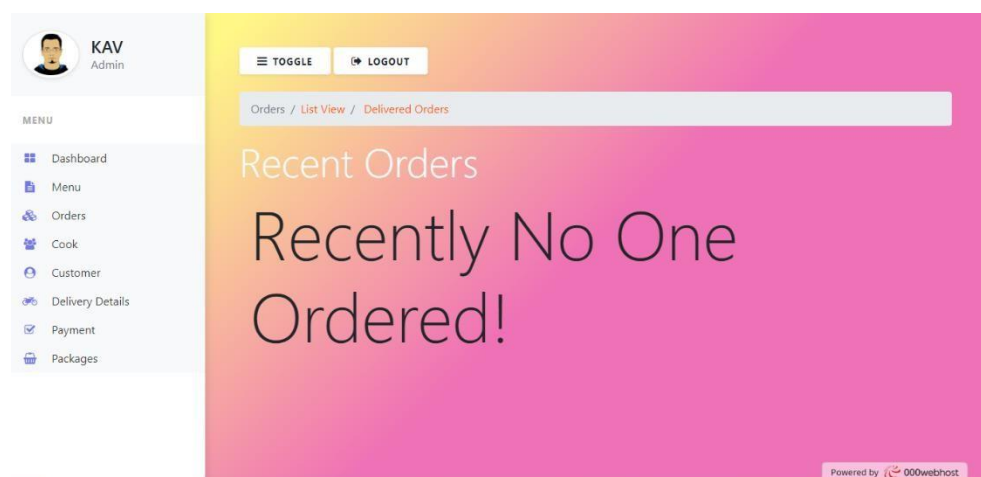 KAV
Admin
MENU
Dashboard
Menu
Orders
Cook
Customer
Delivery Details
Payment
Packages
TOGGLE
LOGOUT
Orders / List View / Delivered Orders
Recent Orders
Recently No One
Ordered!
Powered by 000webhost